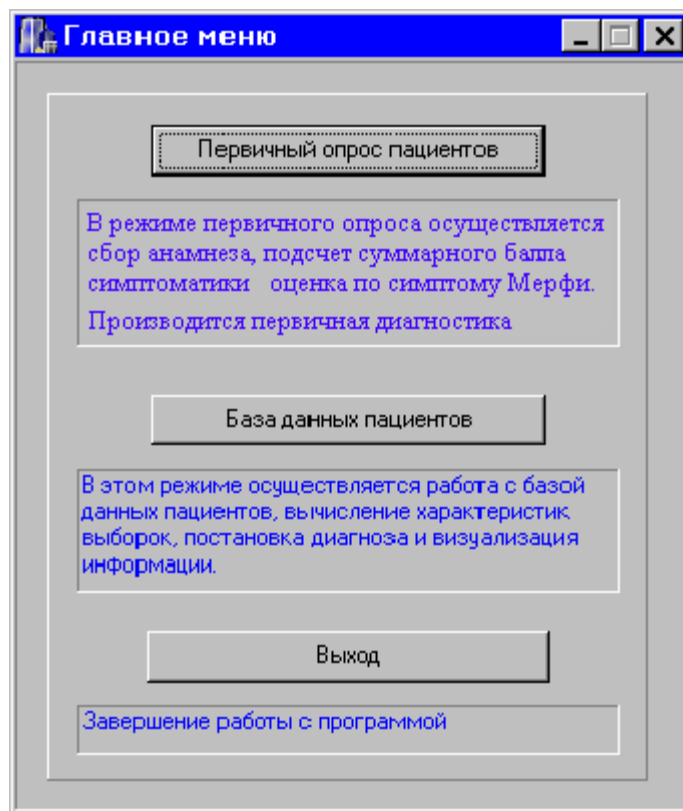 Главное меню
Первичный опрос пациентов
В режиме первичного опроса осуществляется
сбор анамнеза, подсчет суммарного балла
симптоматики оценка по симптому Мерфи.
Производится первичная диагностика
База данных пациентов
В этом режиме осуществляется работа с базой
данных пациентов, вычисление характеристик
выборок, постановка диагноза и визуализация
информации.
Выход
Завершение работы с программой